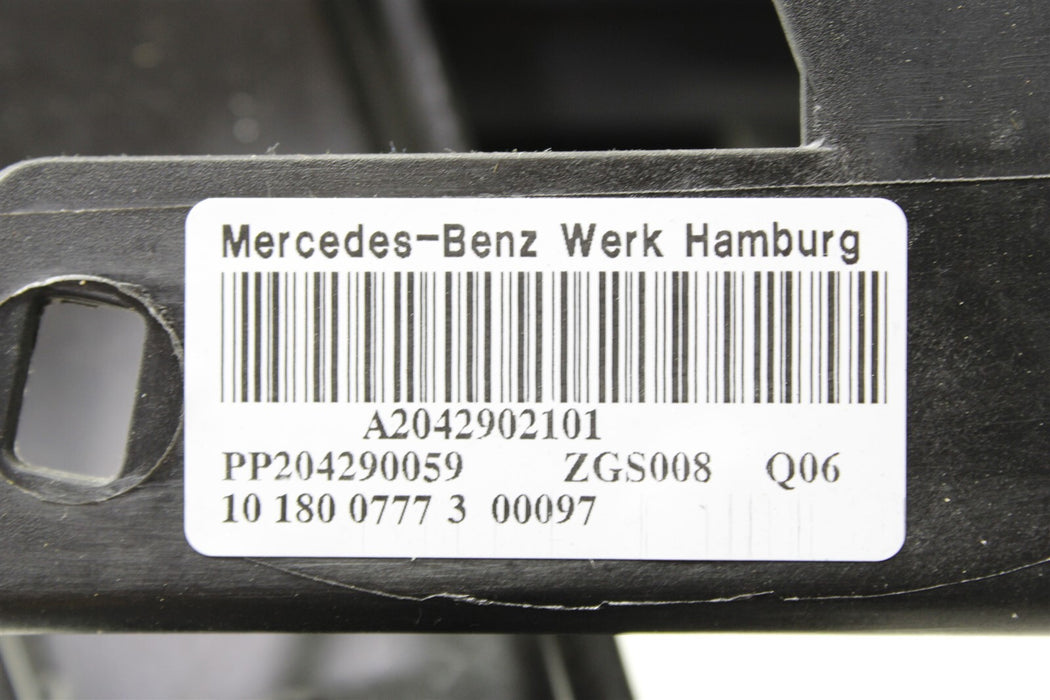 Mercedes-Benz Werk Hamburg
A2042902101
PP204290059 ZGS008 Q06
10 180 0777 3 00097